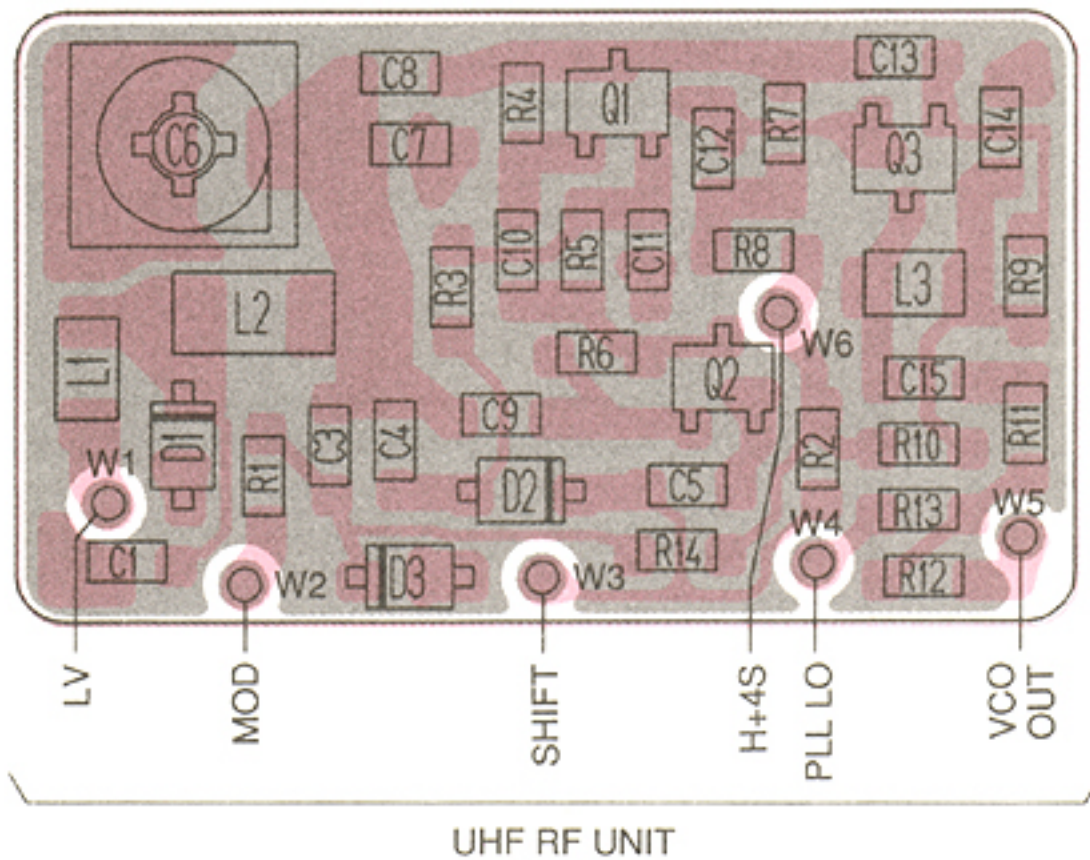 C8
C13
R4
Q1
C6
C7
C12
R7
Q3
C14
C10
R5
C11
R3
R8
L3
R9
L2
L1
W6
R6
Q2
C15
D1
C9
C3
C4
R1
R2
R10
R11
W1
D2
C5
R13
W5
W4
C1
R14
W2
D3
W3
R12
LV
MOD
SHIFT
H+4S
PLL LO
VCO
OUT
UHF RF UNIT